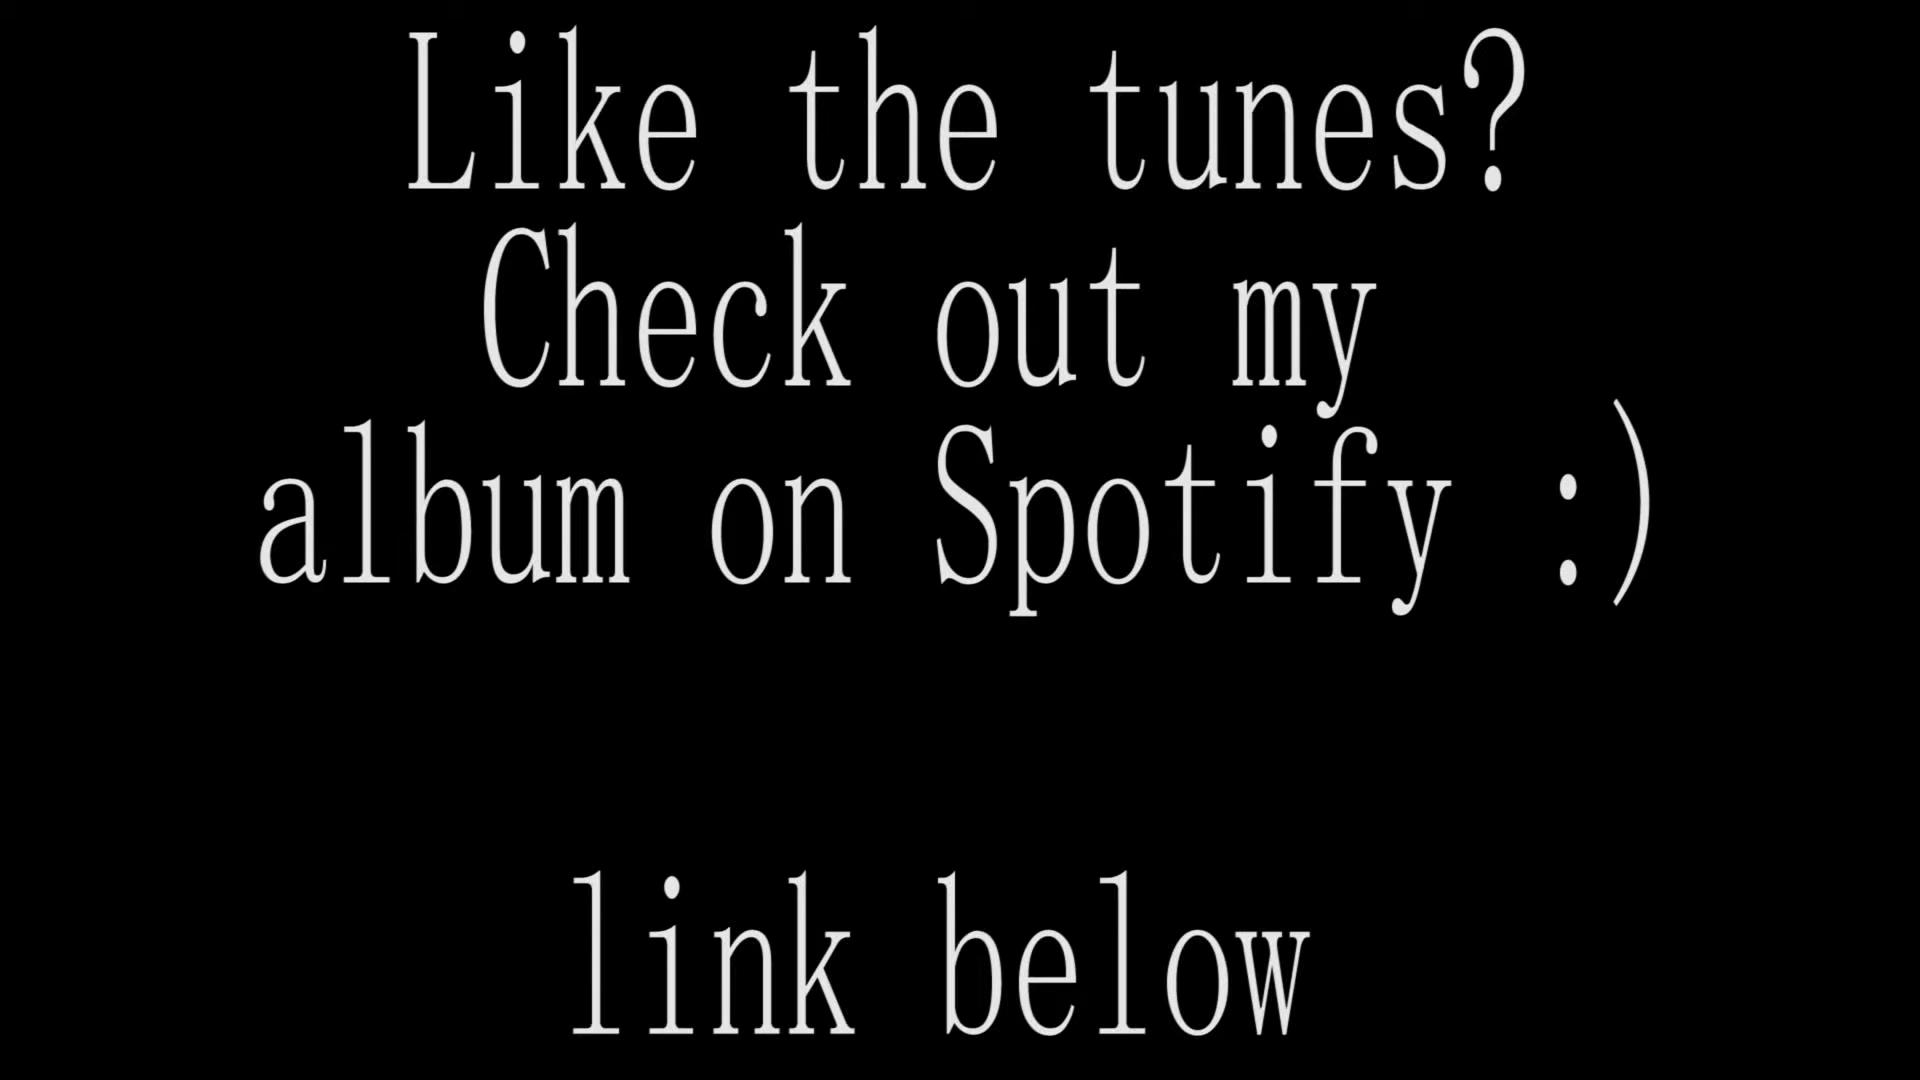 Like the tunes?
Check out my
album on Spotify :)
link below